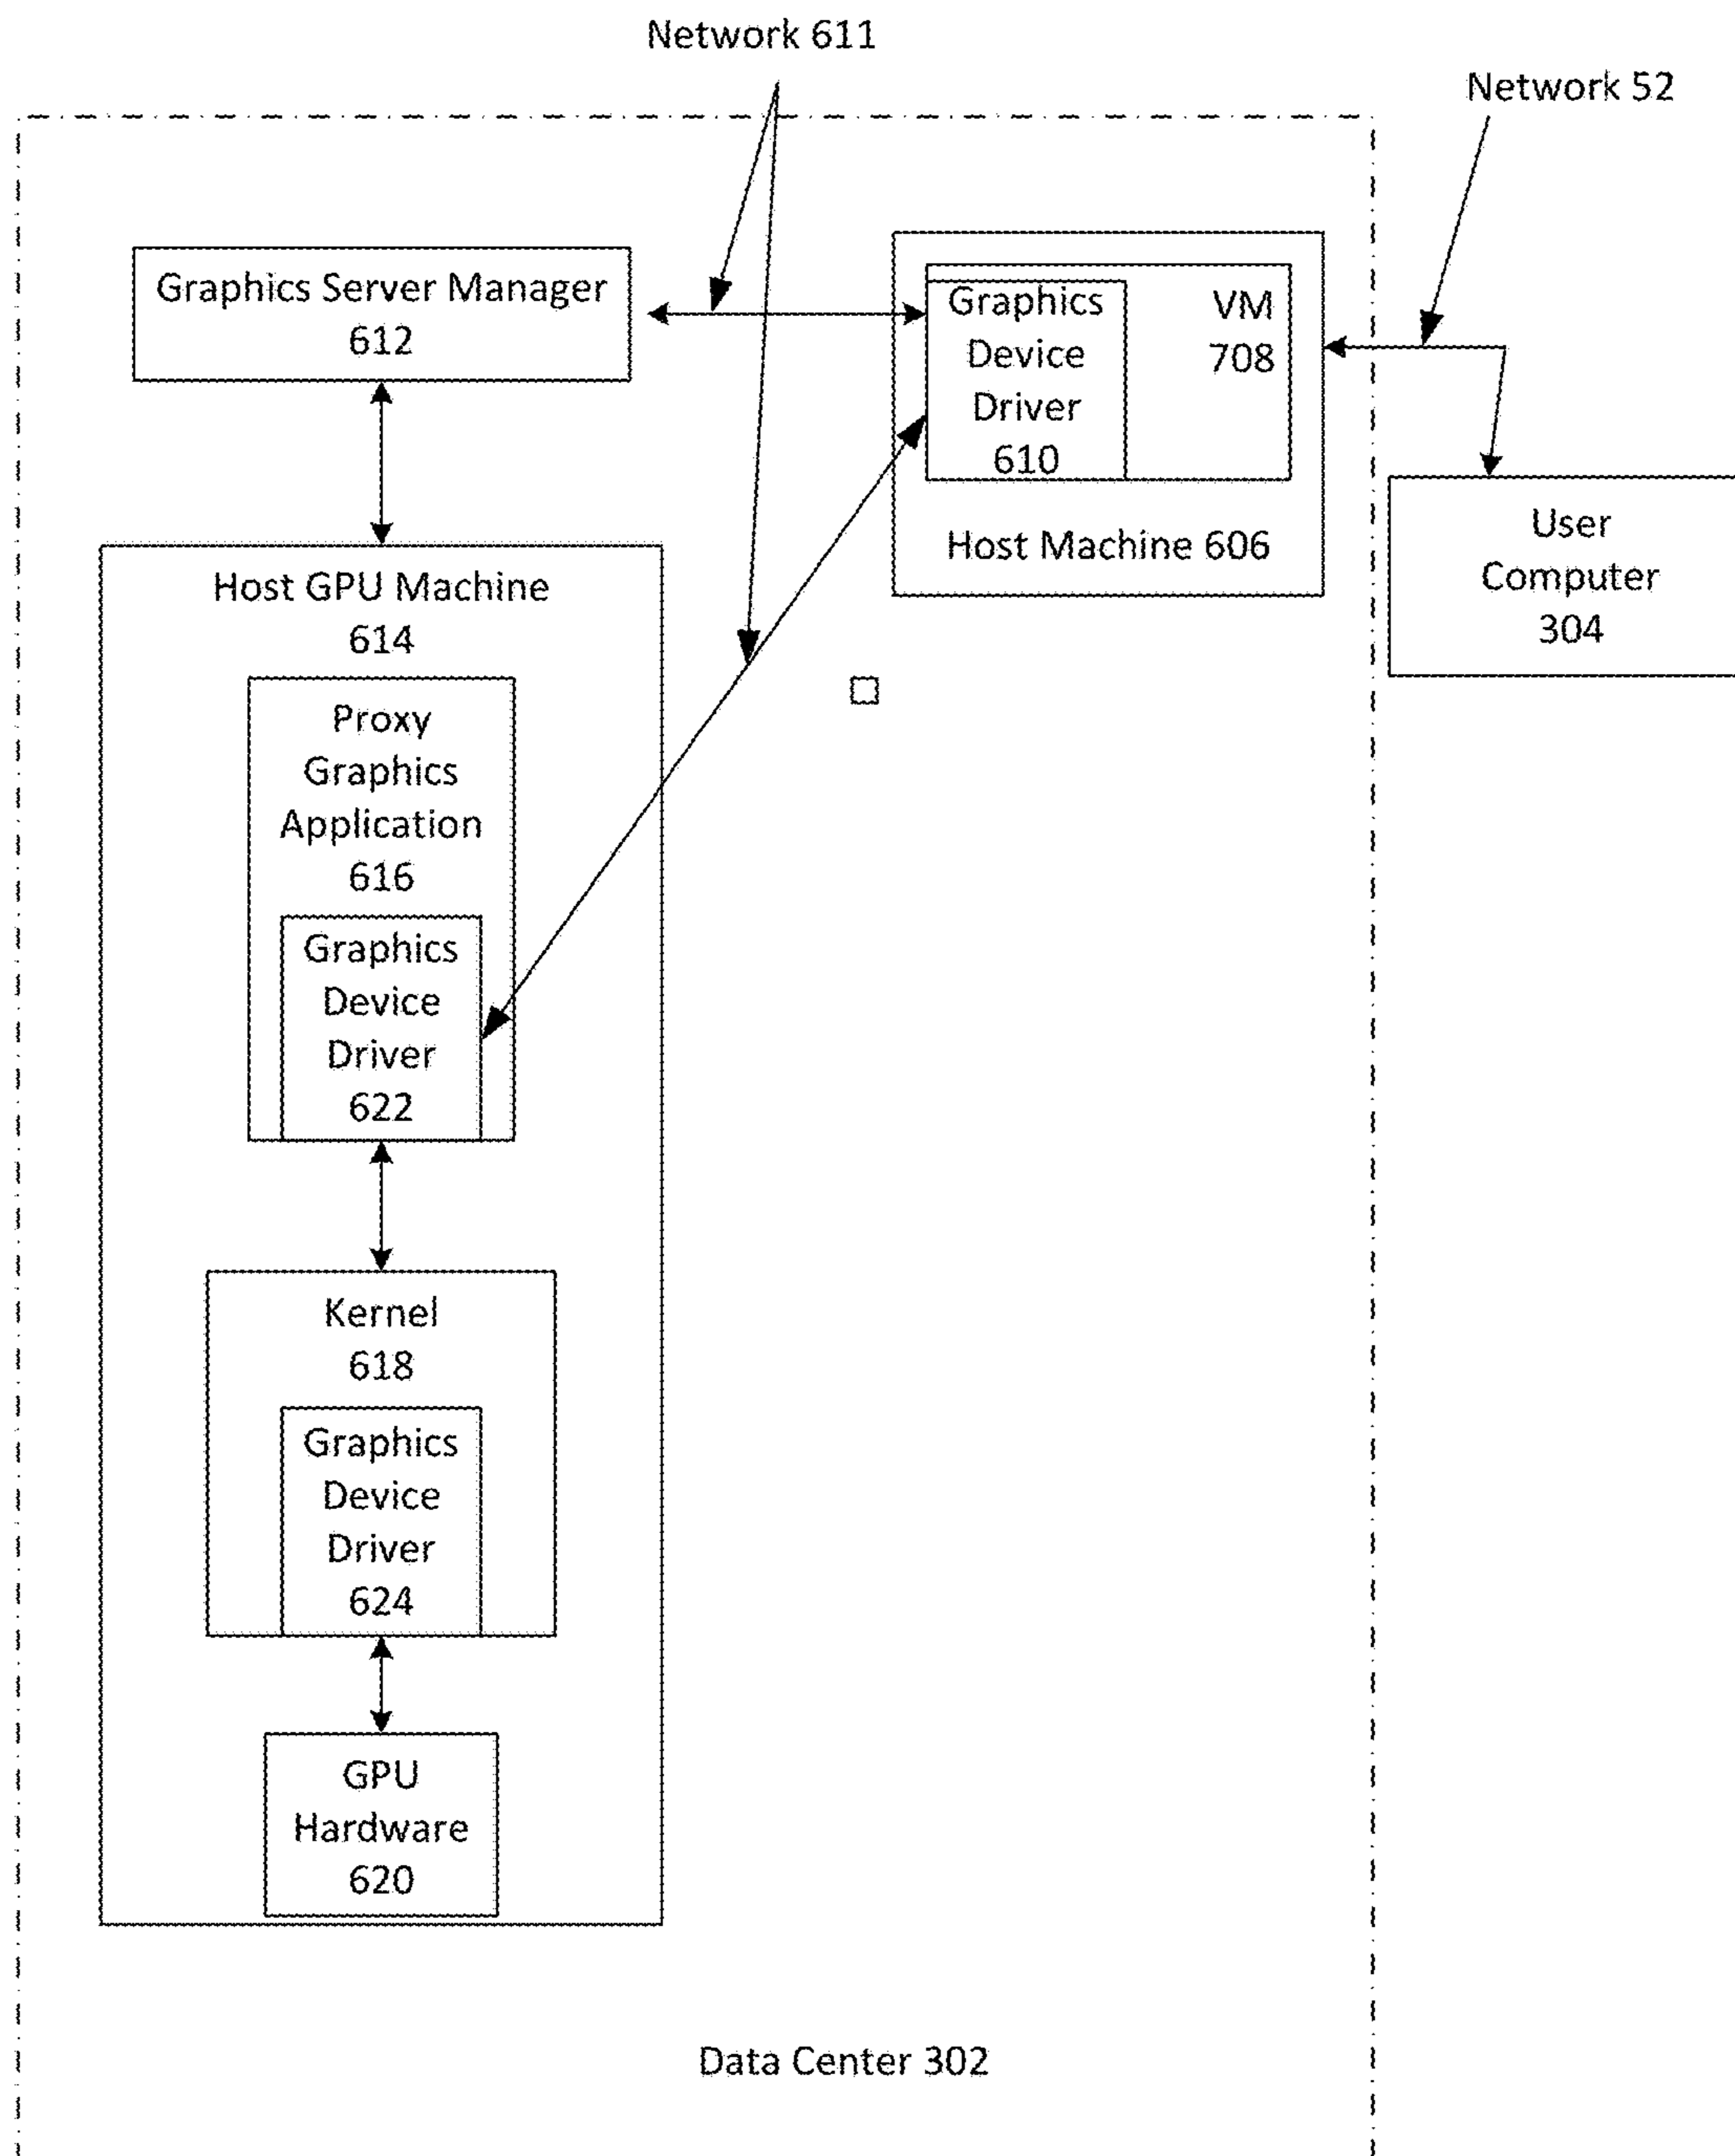 Network 611
Network 52
Graphics Server Manager
612
Graphics
Device
Driver
610
VM
708
Host Machine 606
User
Computer
304
Host GPU Machine
614
Proxy
Graphics
Application
616
Graphics
Device
Driver
622
Kernel
618
Graphics
Device
Driver
624
GPU
Hardware
620
Data Center 302